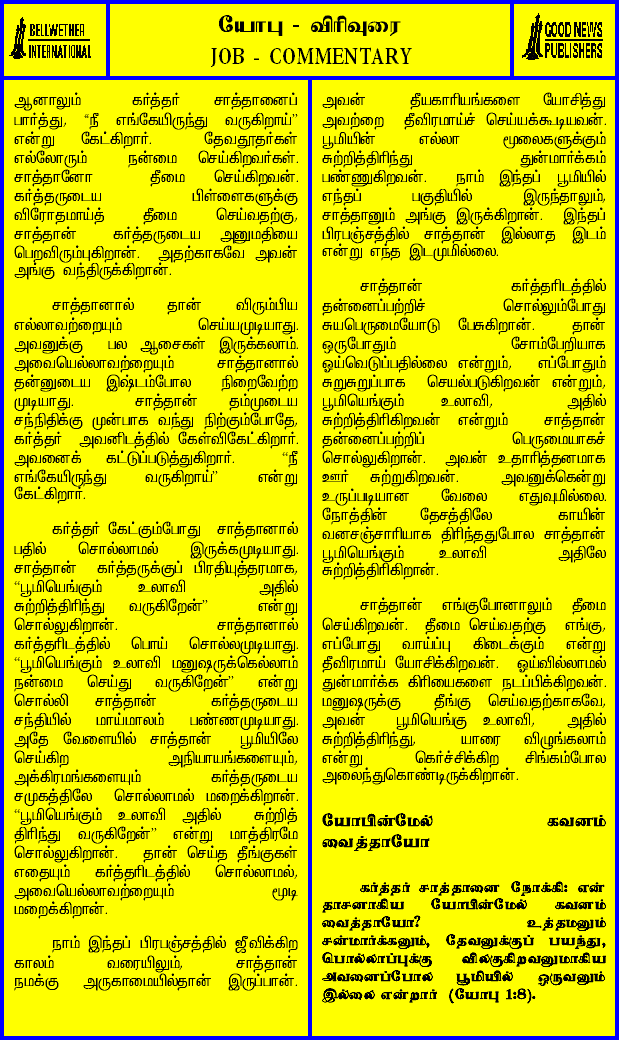 BELLWETHER
INTERNATIONAL
யோபு - விரிவுரை
JOB - COMMENTARY
GOOD NEWS
PUBLISHERS
ஆனாலும் கர்த்தர் சாத்தானைப்
பார்த்து, “நீ எங்கேயிருந்து வருகிறாய்”
என்று கேட்கிறார். தேவதூதர்கள்
எல்லோரும் நன்மை செய்கிறவர்கள்.
சாத்தானோ தீமை செய்கிறவன்.
கர்த்தருடைய பிள்ளைகளுக்கு
விரோதமாய்த் தீமை செய்வதற்கு,
சாத்தான் கர்த்தருடைய அனுமதியை
பெறவிரும்புகிறான். அதற்காகவே அவன்
அங்கு வந்திருக்கிறான்.
சாத்தானால் தான் விரும்பிய
எல்லாவற்றையும் செய்யமுடியாது.
அவனுக்கு பல ஆசைகள் இருக்கலாம்.
அவையெல்லாவற்றையும் சாத்தானால்
தன்னுடைய இஷ்டம்போல நிறைவேற்ற
முடியாது. சாத்தான் தம்முடைய
சந்நிதிக்கு முன்பாக வந்து நிற்கும்போதே,
கர்த்தர் அவனிடத்தில் கேள்விகேட்கிறார்.
அவனைக் கட்டுப்படுத்துகிறார். “நீ
எங்கேயிருந்து வருகிறாய்” என்று
கேட்கிறார்.
கர்த்தர் கேட்கும்போது சாத்தானால்
பதில் சொல்லாமல் இருக்கமுடியாது.
சாத்தான் கர்த்தருக்குப் பிரதியுத்தரமாக,
“பூமியெங்கும் உலாவி அதில்
சுற்றித்திரிந்து வருகிறேன்” என்று
சொல்லுகிறான். சாத்தானால்
கர்த்தரிடத்தில் பொய் சொல்லமுடியாது.
“பூமியெங்கும் உலாவி மனுஷருக்கெல்லாம்
நன்மை செய்து வருகிறேன்” என்று
சொல்லி சாத்தான் கர்த்தருடைய
சந்தியில் மாய்மாலம் பண்ணமுடியாது.
அதே வேளையில் சாத்தான் பூமியிலே
செய்கிற அநியாயங்களையும்,
அக்கிரமங்களையும் கர்த்தருடைய
சமுகத்திலே சொல்லாமல் மறைக்கிறான்.
“பூமியெங்கும் உலாவி அதில் சுற்றித்
திரிந்து வருகிறேன்” என்று மாத்திரமே
சொல்லுகிறான். தான் செய்த தீங்குகள்
எதையும் கர்த்தரிடத்தில் சொல்லாமல்,
அவையெல்லாவற்றையும் மூடி
மறைக்கிறான்.
நாம் இந்தப் பிரபஞ்சத்தில் ஜீவிக்கிற
காலம் வரையிலும், சாத்தான்
நமக்கு அருகாமையில்தான் இருப்பான்.
அவன் தீயகாரியங்களை யோசித்து
அவற்றை தீவிரமாய்ச் செய்யக்கூடியவன்.
பூமியின் எல்லா மூலைகளுக்கும்
சுற்றித்திரிந்து துன்மார்க்கம்
பண்ணுகிறவன். நாம் இந்தப் பூமியில்
எந்தப் பகுதியில் இருந்தாலும்,
சாத்தானும் அங்கு இருக்கிறான். இந்தப்
பிரபஞ்சத்தில் சாத்தான் இல்லாத இடம்
என்று எந்த இடமுமில்லை.
சாத்தான் கர்த்தரிடத்தில்
தன்னைப்பற்றிச் சொல்லும்போது
சுயபெருமையோடு பேசுகிறான். தான்
ஒருபோதும் சோம்பேறியாக
ஓய்வெடுப்பதில்லை என்றும், எப்போதும்
சுறுசுறுப்பாக செயல்படுகிறவன் என்றும்,
பூமியெங்கும் உலாவி, அதில்
சுற்றித்திரிகிறவன் என்றும் சாத்தான்
தன்னைப்பற்றிப் பெருமையாகச்
சொல்லுகிறான். அவன் உதாரித்தனமாக
ஊர் சுற்றுகிறவன். அவனுக்கென்று
உருப்படியான வேலை எதுவுமில்லை.
நோத்தின் தேசத்திலே காயின்
வனசஞ்சாரியாக திரிந்ததுபோல சாத்தான்
பூமியெங்கும் உலாவி அதிலே
சுற்றித்திரிகிறான்.
சாத்தான் எங்குபோனாலும் தீமை
செய்கிறவன். தீமை செய்வதற்கு எங்கு,
எப்போது வாய்ப்பு கிடைக்கும் என்று
தீவிரமாய் யோசிக்கிறவன். ஓய்வில்லாமல்
துன்மார்க்க கிரியைகளை நடப்பிக்கிறவன்.
மனுஷருக்கு தீங்கு செய்வதற்காகவே,
அவன் பூமியெங்கு உலாவி, அதில்
சுற்றித்திரிந்து, யாரை விழுங்கலாம்
என்று கெர்ச்சிக்கிற சிங்கம்போல
அலைந்துகொண்டிருக்கிறான்.
யோபின்மேல் கவனம்
வைத்தாயோ
கர்த்தர் சாத்தானை நோக்கி: என்
தாசனாகிய யோபின்மேல் கவனம்
வைத்தாயோ? உத்தமனும்
சன்மார்க்கனும், தேவனுக்குப் பயந்து,
பொல்லாப்புக்கு விலகுகிறவனுமாகிய
அவனைப்போல பூமியில் ஒருவனும்
இல்லை என்றார் (யோபு 1:8).